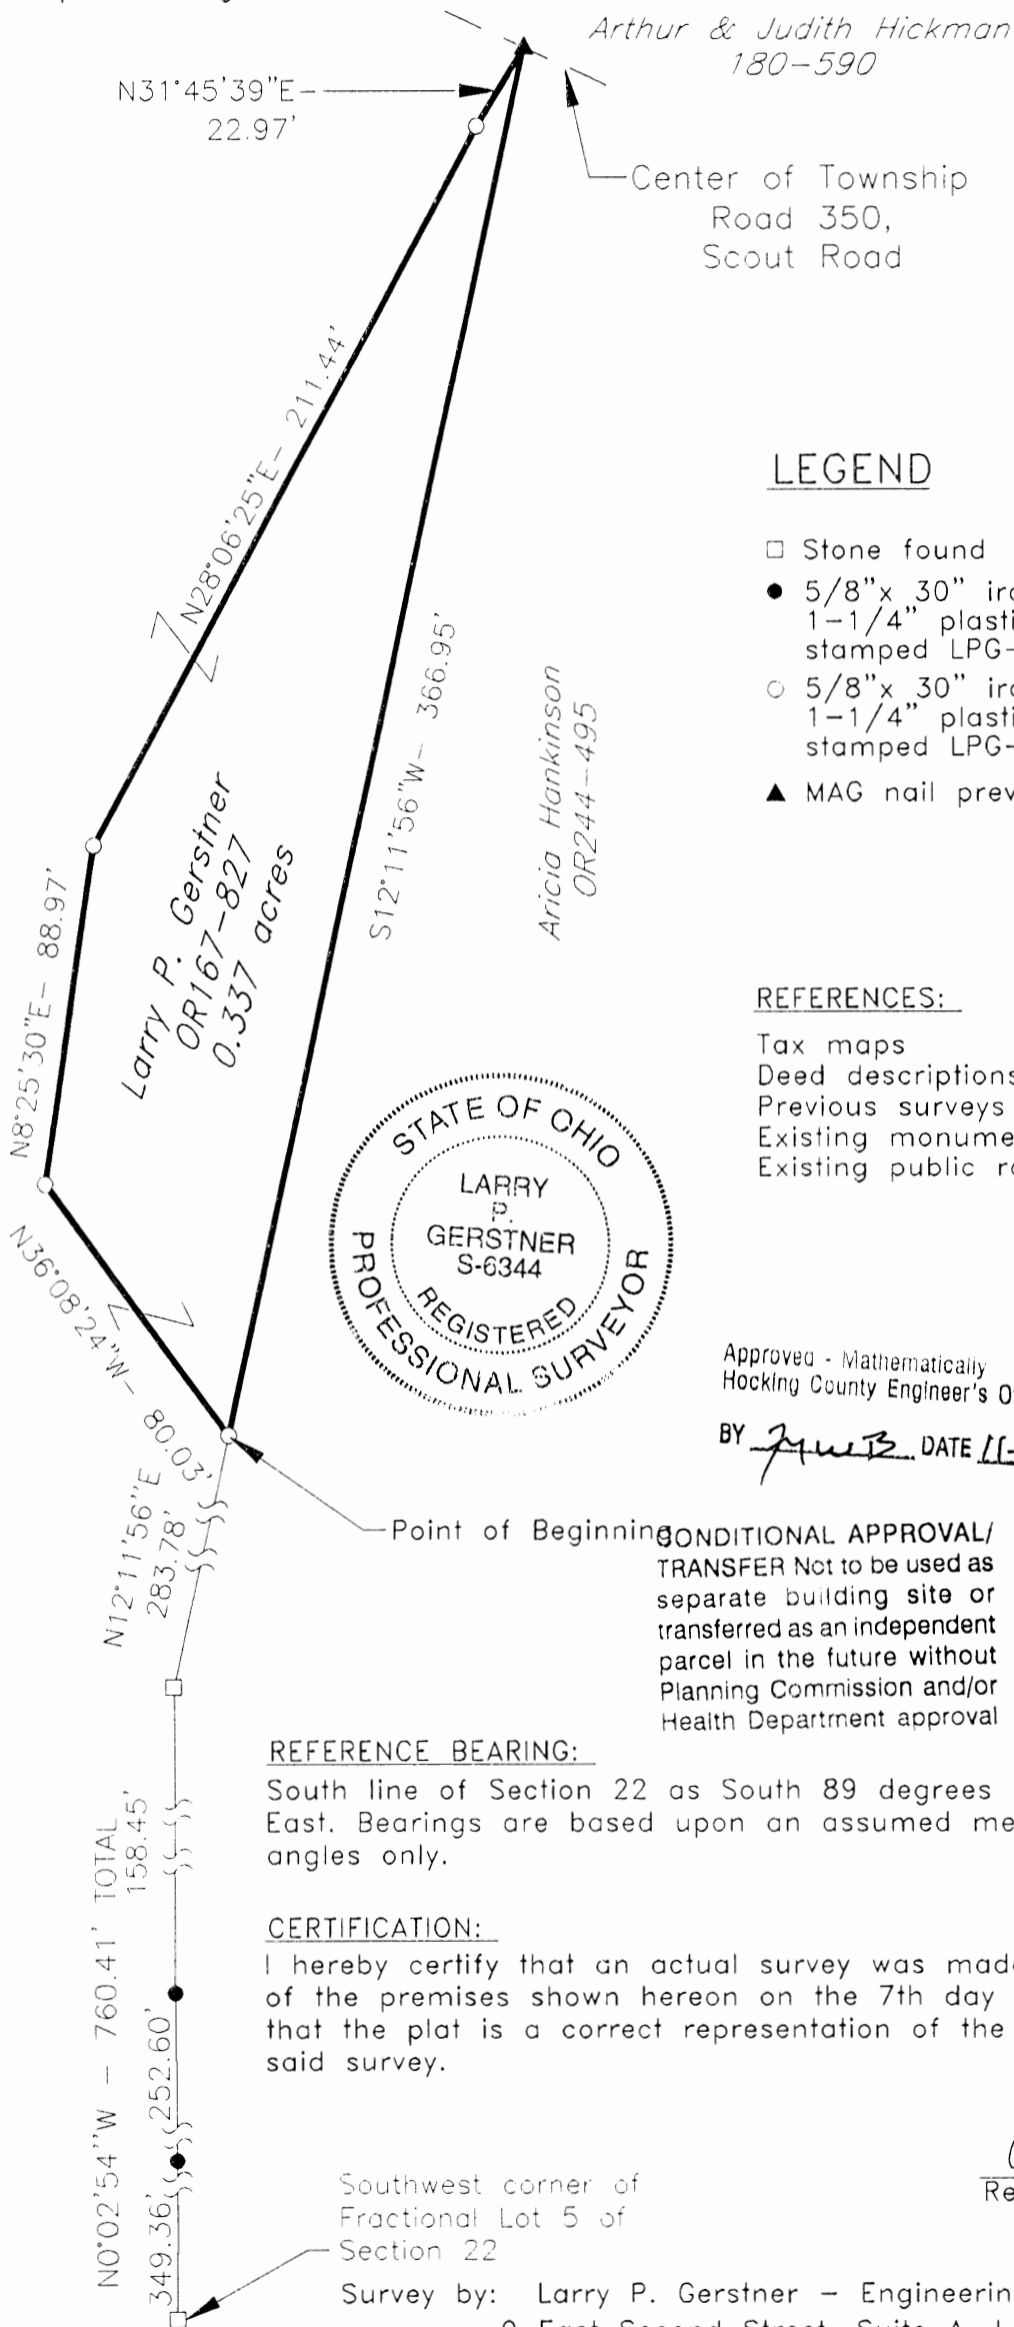 Arthur & Judith Hickman
180-590
N31°45'39"E-
22.97'
Center of Township
Road 350,
Scout Road
N28°06'25"E- 211.44'
LEGEND
□ Stone found
● 5/8"x 30" iro
1-1/4" plasti
stamped LPG-
○ 5/8"x 30" iro
1-1/4" plasti
stamped LPG-
▲ MAG nail prev
S12°11'56"W- 366.95'
Aricia Hankinson
OR244-495
Larry P. Gerstner
OR167-827
0.337 acres
N8°25'30"E- 88.97'
REFERENCES:
Tax maps
Deed descriptions
Previous surveys
Existing monume
Existing public ro
STATE OF OHIO
LARRY
P.
GERSTNER
S-6344
REGISTERED
PROFESSIONAL SURVEYOR
N36°08'24"W- 80.03'
Approved - Mathematically
Hocking County Engineer's O
BY DATE 11-
Point of Beginning
CONDITIONAL APPROVAL/
TRANSFER Not to be used as
separate building site or
transferred as an independent
parcel in the future without
Planning Commission and/or
Health Department approval
N12°11'56"E
283.78'
REFERENCE BEARING:
South line of Section 22 as South 89 degrees
East. Bearings are based upon an assumed me
angles only.
CERTIFICATION:
I hereby certify that an actual survey was made
of the premises shown hereon on the 7th day
that the plat is a correct representation of the
said survey.
N0°02'54"W - 760.41' TOTAL
158.45'
252.60'
349.36'
Re
Southwest corner of
Fractional Lot 5 of
Section 22
Survey by: Larry P. Gerstner - Engineerin